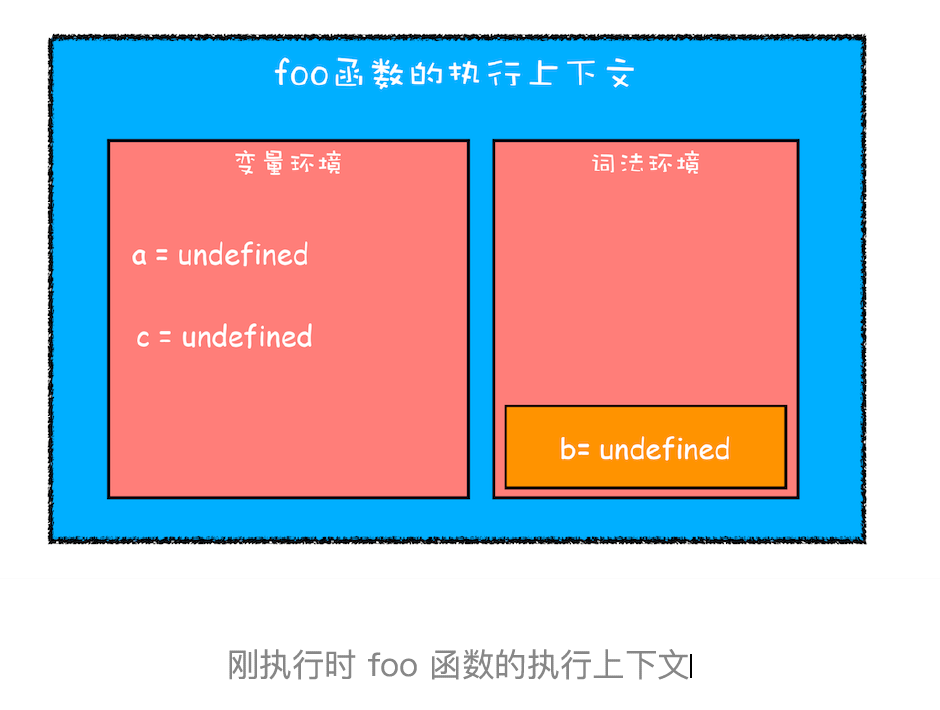 foo函数的执行上下文
变量环境
词法环境
a = undefined
c = undefined
b= undefined
刚执行时 foo 函数的执行上下文